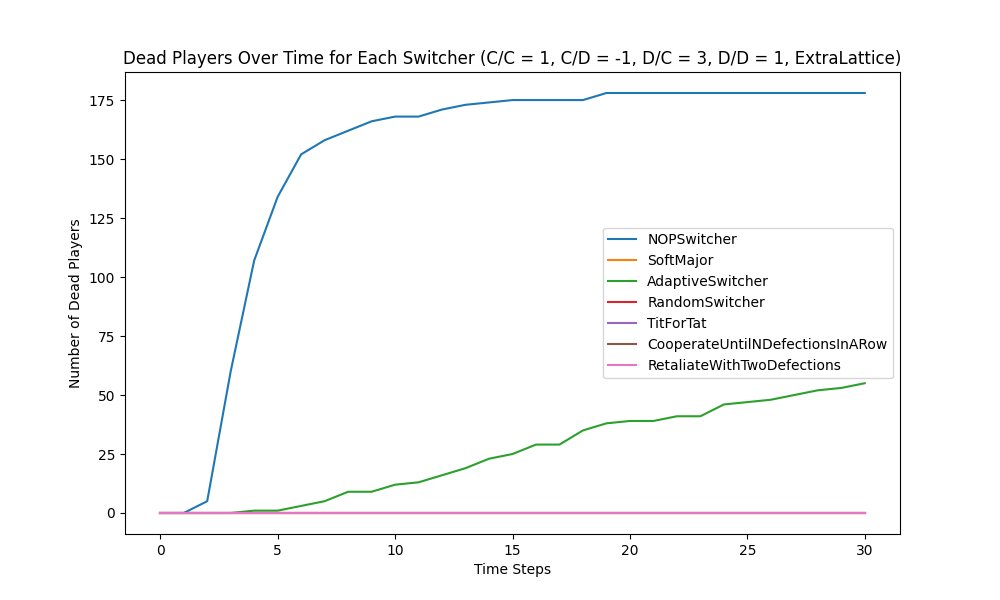 Dead Players Over Time for Each Switcher (C/C = 1, C/D = -1, D/C = 3, D/D = 1, ExtraLattice)
Number of Dead Players
175
150
125
100
75
50
25
0
NOPSwitcher
SoftMajor
AdaptiveSwitcher
RandomSwitcher
TitForTat
CooperateUntilNDefectionsInARow
RetaliateWithTwoDefections
0 5 10 15 20 25 30
Time Steps